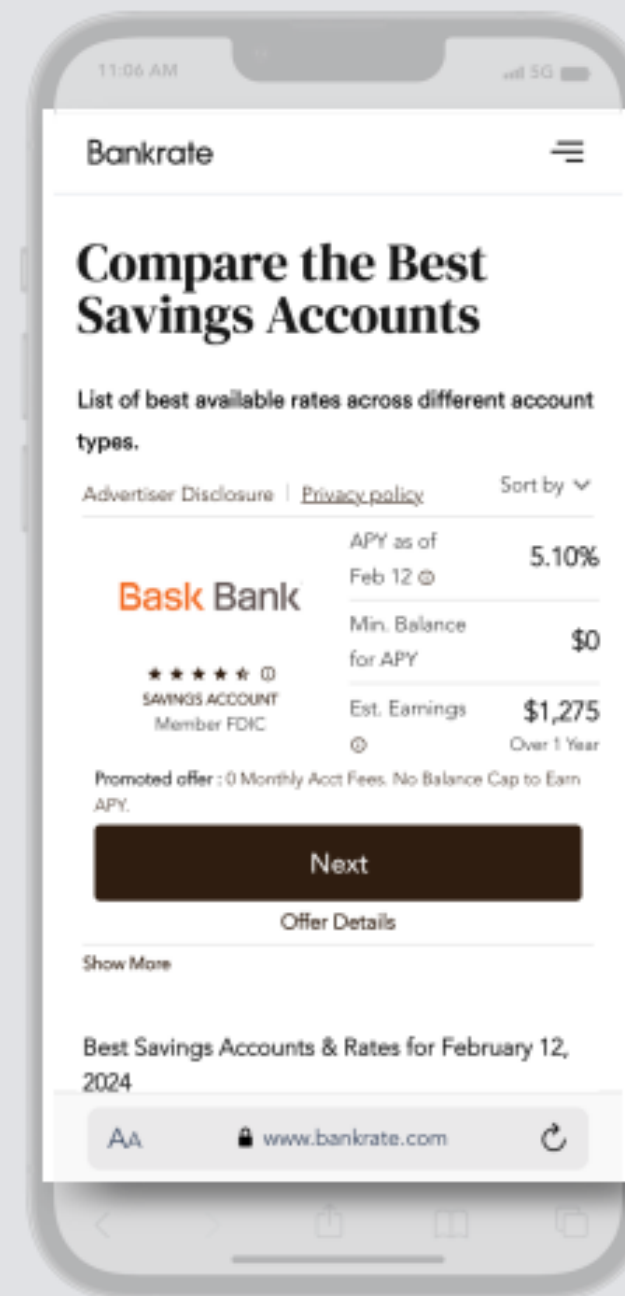 11:06 AM
5G
Bankrate
Compare the Best
Savings Accounts
List of best available rates across different account
types.
Advertiser Disclosure | Privacy policy
Sort by
Bask Bank
SAVINGS ACCOUNT
Member FDIC
APY as of
Feb 12
5.10%
Min. Balance
for APY
$0
Est. Earnings
$1,275
Over 1 Year
Promoted offer : 0 Monthly Acct Fees. No Balance Cap to Earn
APY.
Next
Offer Details
Show More
Best Savings Accounts & Rates for February 12,
2024
AA
www.bankrate.com